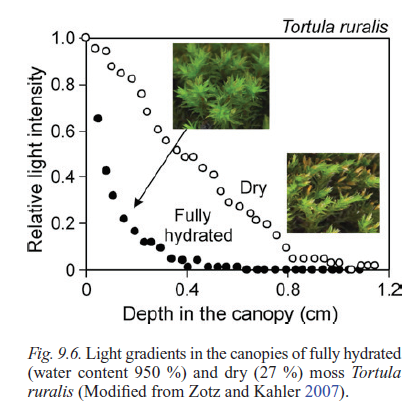 Tortula ruralis
1.0
0.8
0.6
0.4
0.2
0
Relative light intensity
Dry
Fully
hydrated
0 0.4 0.8 1.2
Depth in the canopy (cm)
Fig. 9.6. Light gradients in the canopies of fully hydrated
(water content 950 %) and dry (27 %) moss Tortula
ruralis (Modified from Zotz and Kahler 2007).